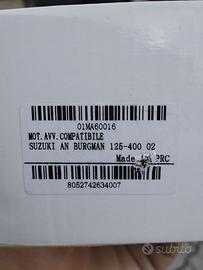 01MA60016
MOT.AVV.COMPATIBILE
SUZUKI AN BURGMAN 125-400 02
Made in PRC
8052742634007
subito